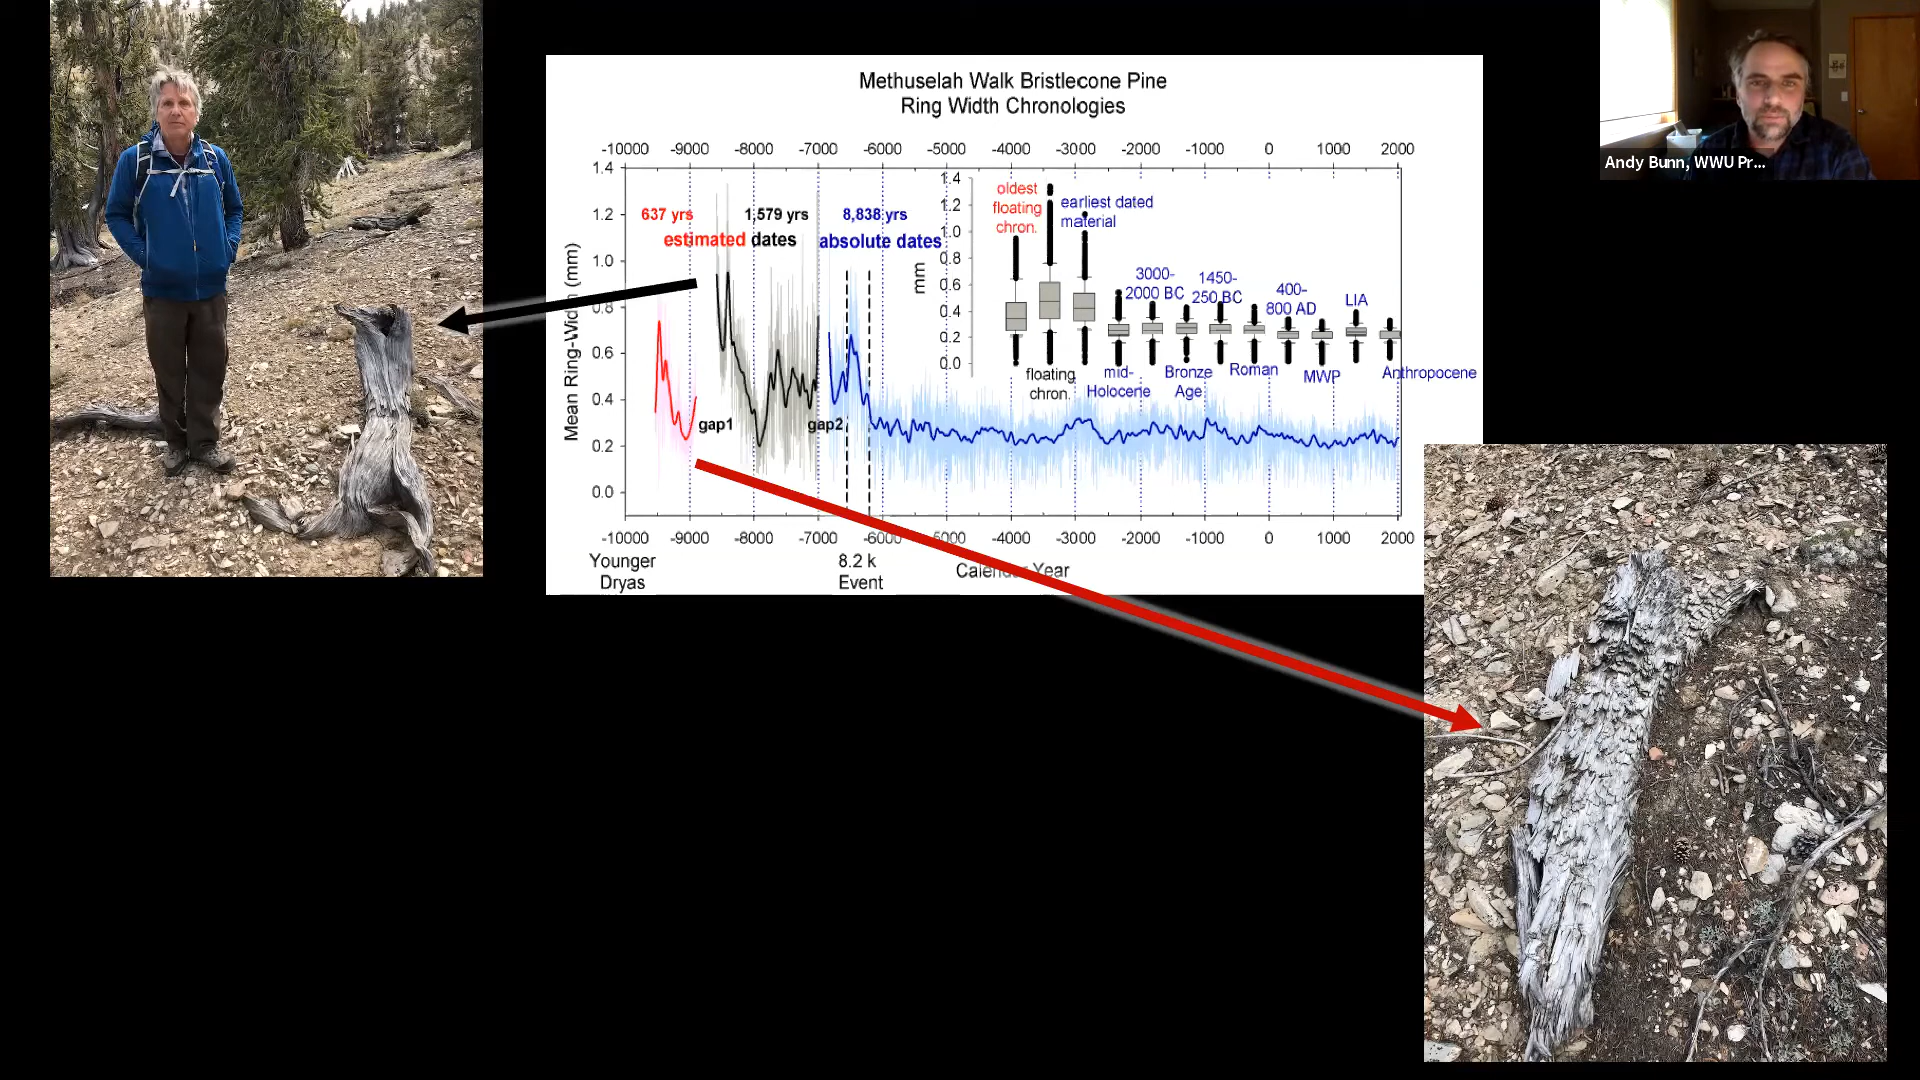 Methuselah Walk Bristlecone Pine
Ring Width Chronologies
-10000 -9000 -8000 -7000 -6000 -5000 -4000 -3000 -2000 -1000 0 1000 2000
1.4
1.2
1.0
0.8
0.6
0.4
0.2
0.0
Mean Ring-Width (mm)
637 yrs
1,579 yrs
8,838 yrs
estimated dates
absolute dates
gap1
gap2
1.4
1.2
1.0
0.8
0.6
0.4
0.2
0.0
mm
oldest
floating
chron.
earliest dated
material
3000-
2000 BC
1450-
250 BC
400-
800 AD
LIA
floating
chron.
mid-
Holocene
Bronze
Age
Roman
MWP
Anthropocene
-10000 -9000 -8000 -7000 -6000 -5000 -4000 -3000 -2000 -1000 0 1000 2000
Younger
Dryas
8.2 k
Event
Calendar Year
Andy Bunn, WWU Pr...